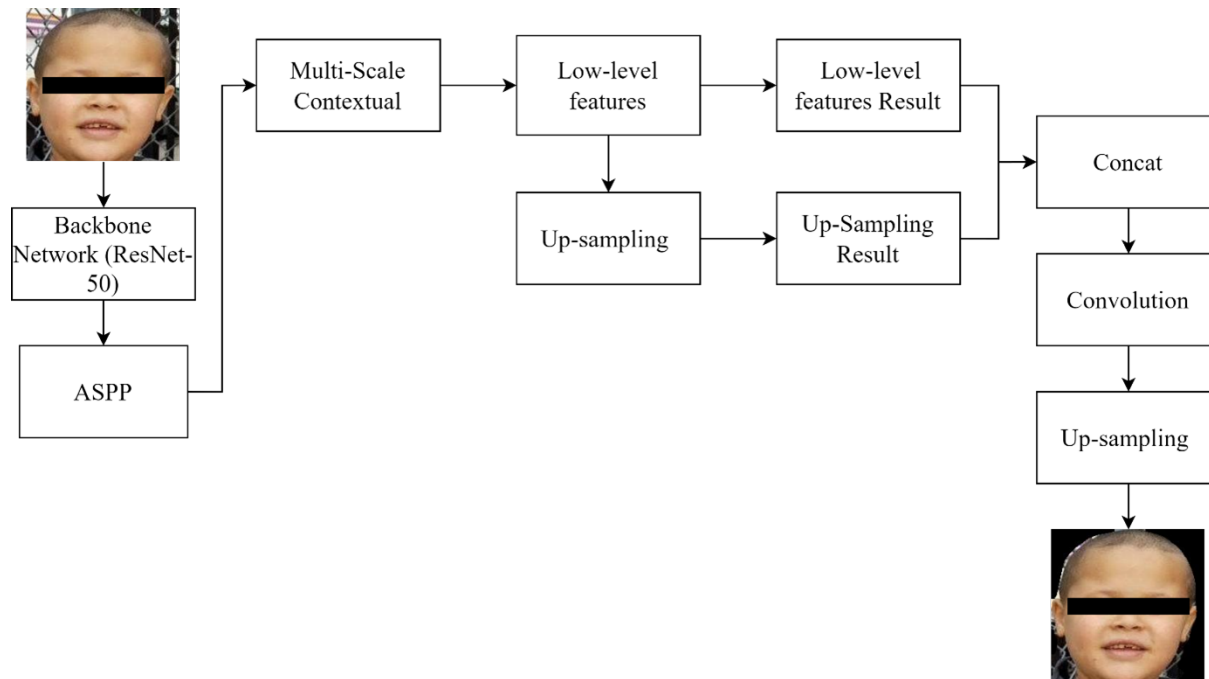 Multi-Scale
Contextual
Low-level
features
Low-level
features Result
Concat
Backbone
Network (ResNet-
50)
Up-sampling
Up-Sampling
Result
Convolution
ASPP
Up-sampling